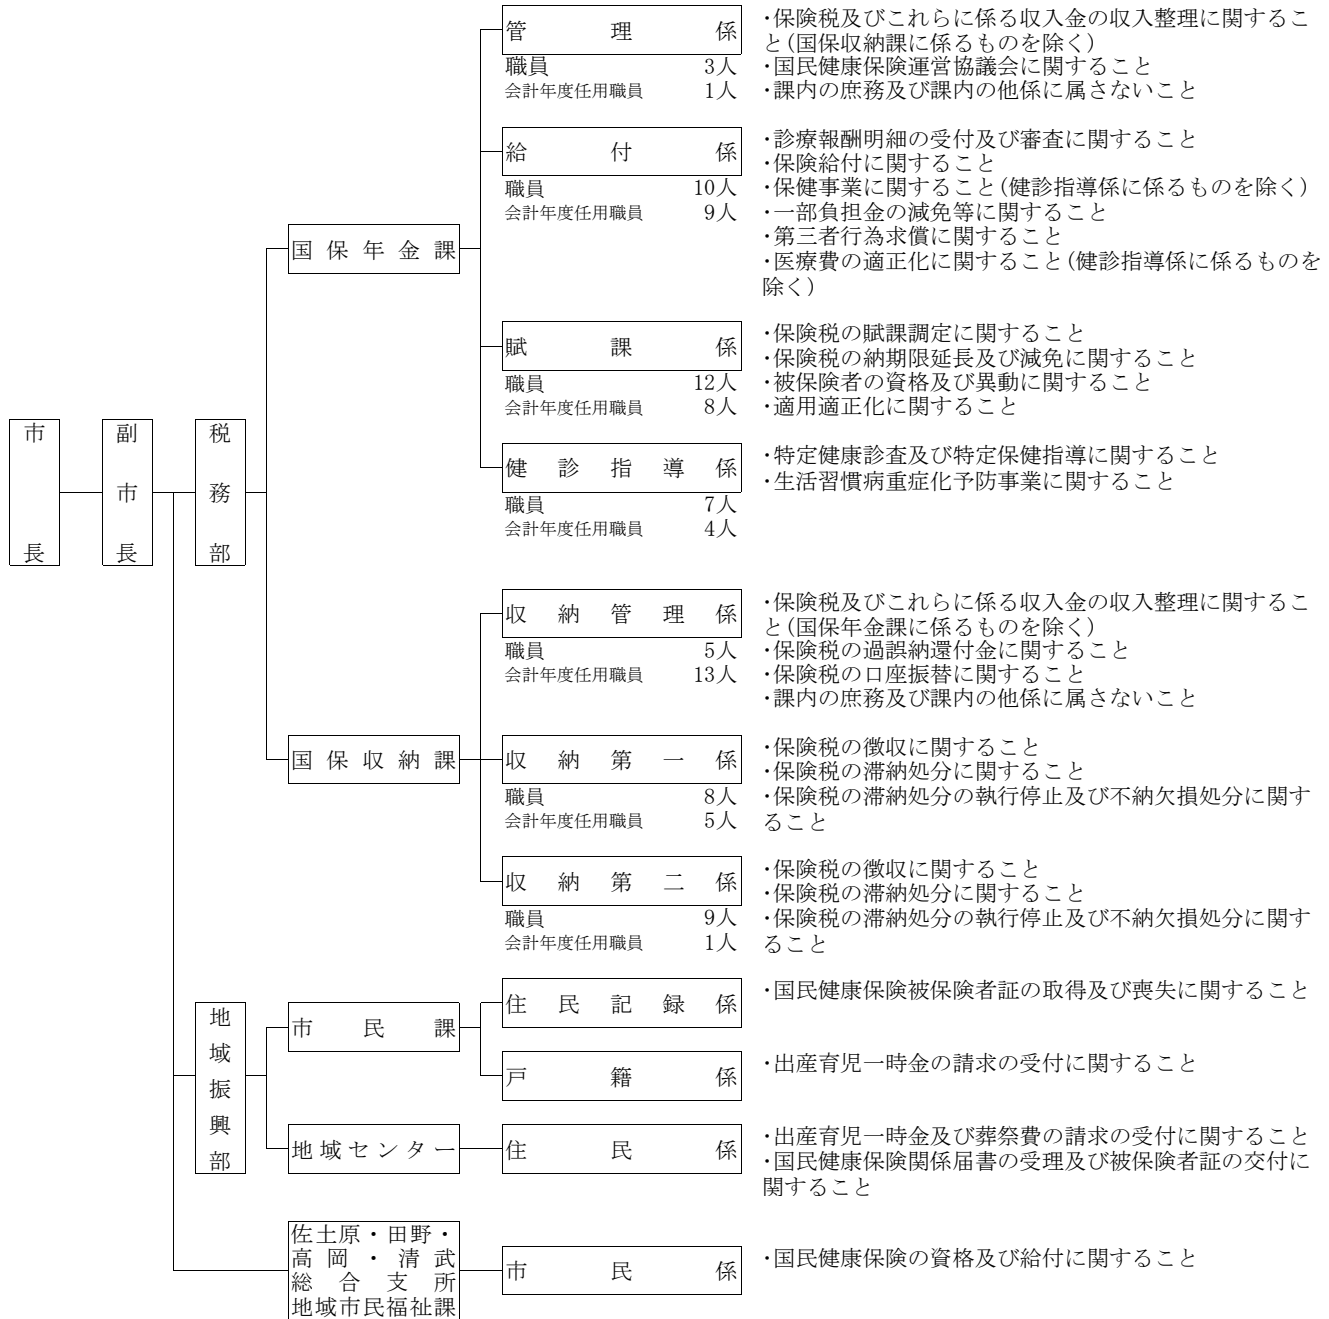 市長
副市長
税務部
国保年金課
管理係
職員 3人
会計年度任用職員 1人
・保険税及びこれらに係る収入金の収入整理に関するこ
と(国保収納課に係るものを除く)
・国民健康保険運営協議会に関すること
・課内の庶務及び課内の他係に属さないこと
給付係
職員 10人
会計年度任用職員 9人
・診療報酬明細の受付及び審査に関すること
・保険給付に関すること
・保健事業に関すること(健診指導係に係るものを除く)
・一部負担金の減免等に関すること
・第三者行為求償に関すること
・医療費の適正化に関すること(健診指導係に係るものを
除く)
賦課係
職員 12人
会計年度任用職員 8人
・保険税の賦課調定に関すること
・保険税の納期限延長及び減免に関すること
・被保険者の資格及び異動に関すること
・適用適正化に関すること
健診指導係
職員 7人
会計年度任用職員 4人
・特定健康診査及び特定保健指導に関すること
・生活習慣病重症化予防事業に関すること
国保収納課
収納管理係
職員 5人
会計年度任用職員 13人
・保険税及びこれらに係る収入金の収入整理に関するこ
と(国保年金課に係るものを除く)
・保険税の過誤納還付金に関すること
・保険税の口座振替に関すること
・課内の庶務及び課内の他係に属さないこと
収納第一係
職員 8人
会計年度任用職員 5人
・保険税の徴収に関すること
・保険税の滞納処分に関すること
・保険税の滞納処分の執行停止及び不納欠損処分に関す
ること
収納第二係
職員 9人
会計年度任用職員 1人
・保険税の徴収に関すること
・保険税の滞納処分に関すること
・保険税の滞納処分の執行停止及び不納欠損処分に関す
ること
地域振興部
市民課
住民記録係
・国民健康保険被保険者証の取得及び喪失に関すること
戸籍係
・出産育児一時金の請求の受付に関すること
地域センター
住民係
・出産育児一時金及び葬祭費の請求の受付に関すること
・国民健康保険関係届書の受理及び被保険者証の交付に
関すること
佐土原・田野・
高岡・清武
総合支所
地域市民福祉課
市民係
・国民健康保険の資格及び給付に関すること